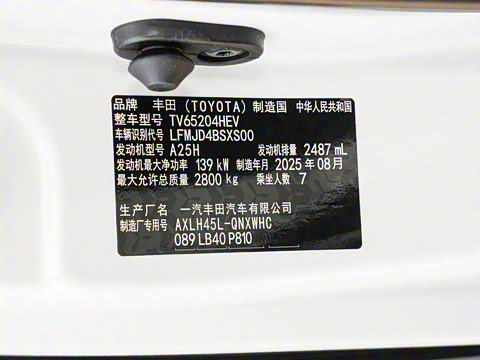 品牌 丰田 (TOYOTA) 制造国 中华人民共和国
整车型号 TV65204HEV
车辆识别代号 LFMJD4BSXS00
发动机型号 A25H 发动机排量 2487 mL
发动机最大净功率 139 kW 制造年月 2025 年 08 月
最大允许总质量 2800 kg 乘坐人数 7
生产厂名 一汽丰田汽车有限公司
制造厂专用号 AXLH45L-QNXWHC
089 LB40 P810